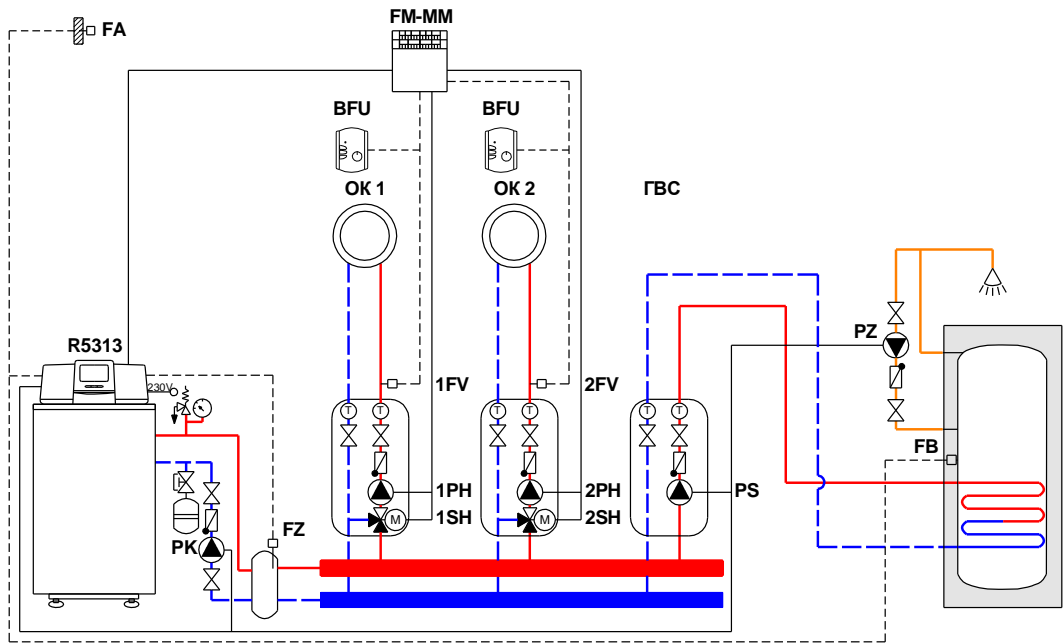 FM-MM
FA
BFU
BFU
ОК 1
ОК 2
ГВС
PZ
R5313
230V
1FV
2FV
T
T
T
T
T
T
FB
1PH
2PH
PS
M
1SH
M
2SH
FZ
PK